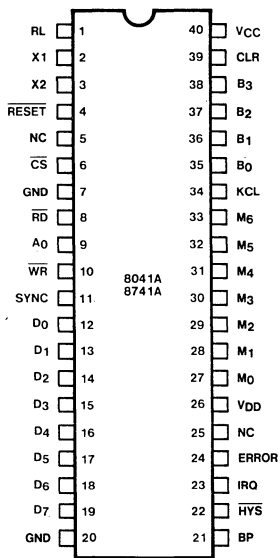 RL 1 40 VCC
X1 2 39 CLR
X2 3 38 B3
RESET 4 37 B2
NC 5 36 B1
CS 6 35 B0
GND 7 34 KCL
RD 8 33 M6
A0 9 32 M5
WR 10 31 M4
8041A
8741A
SYNC 11 30 M3
D0 12 29 M2
D1 13 28 M1
D2 14 27 M0
D3 15 26 VDD
D4 16 25 NC
D5 17 24 ERROR
D6 18 23 IRQ
D7 19 22 HYS
GND 20 21 BP